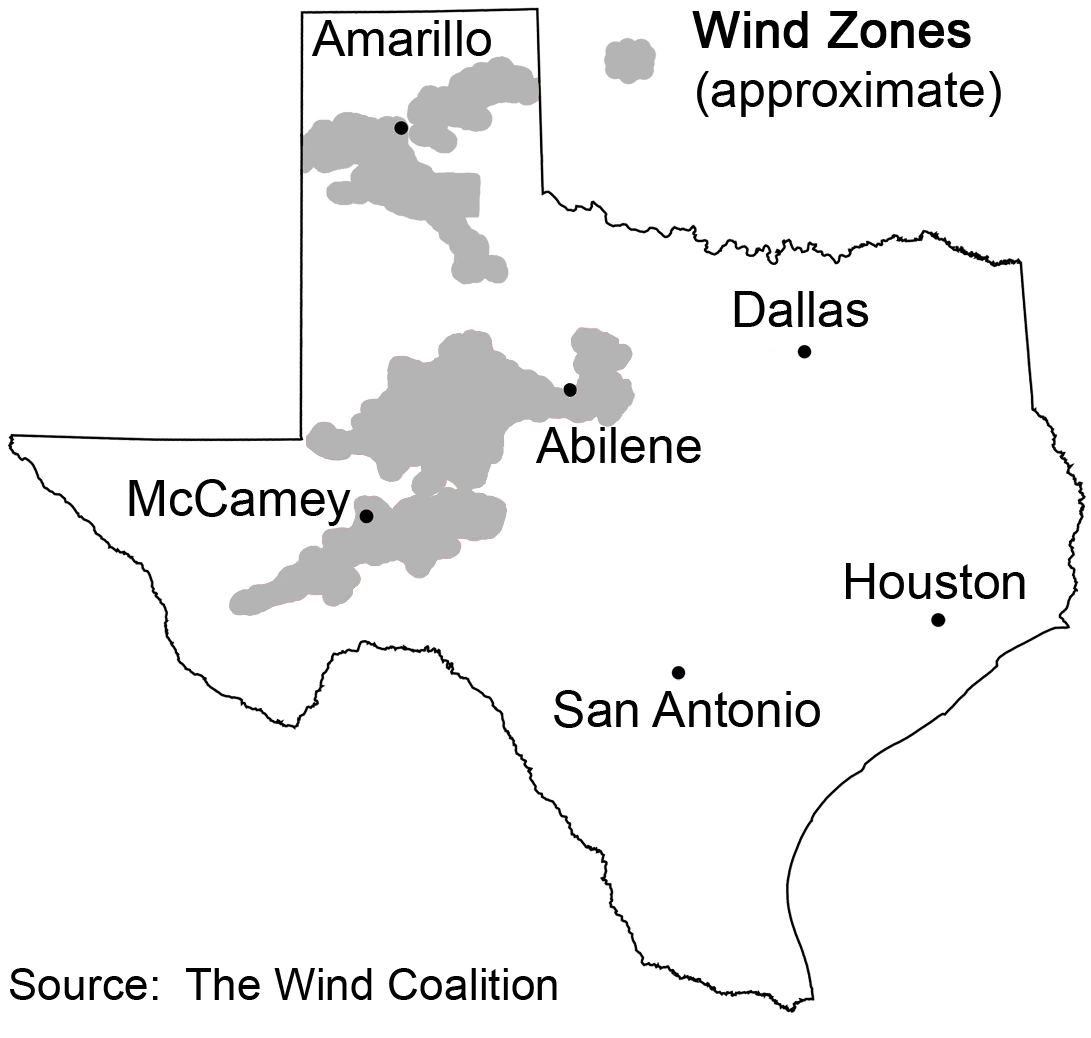 Amarillo
Wind Zones
(approximate)
Dallas
Abilene
McCamey
Houston
San Antonio
Source:  The Wind Coalition